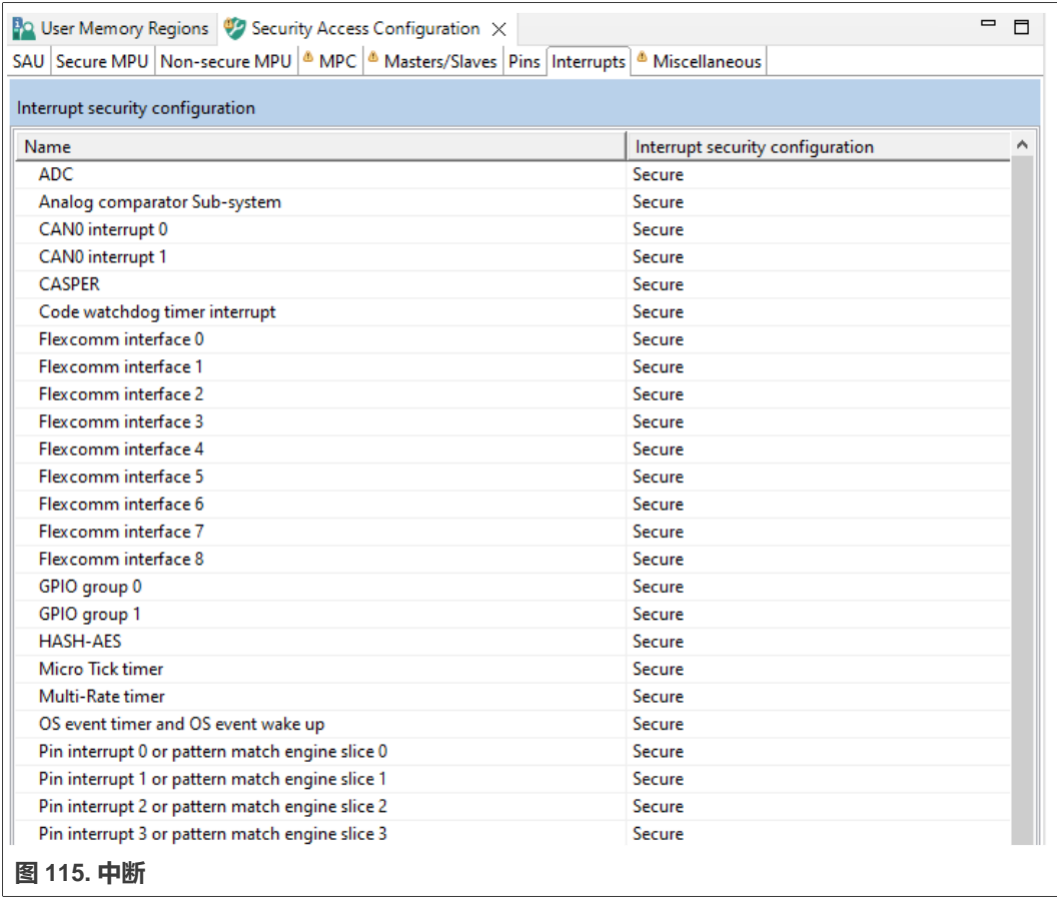 User Memory Regions Security Access Configuration
SAU Secure MPU Non-secure MPU MPC Masters/Slaves Pins Interrupts Miscellaneous
Interrupt security configuration
Name Interrupt security configuration
ADC Secure
Analog comparator Sub-system Secure
CAN0 interrupt 0 Secure
CAN0 interrupt 1 Secure
CASPER Secure
Code watchdog timer interrupt Secure
Flexcomm interface 0 Secure
Flexcomm interface 1 Secure
Flexcomm interface 2 Secure
Flexcomm interface 3 Secure
Flexcomm interface 4 Secure
Flexcomm interface 5 Secure
Flexcomm interface 6 Secure
Flexcomm interface 7 Secure
Flexcomm interface 8 Secure
GPIO group 0 Secure
GPIO group 1 Secure
HASH-AES Secure
Micro Tick timer Secure
Multi-Rate timer Secure
OS event timer and OS event wake up Secure
Pin interrupt 0 or pattern match engine slice 0 Secure
Pin interrupt 1 or pattern match engine slice 1 Secure
Pin interrupt 2 or pattern match engine slice 2 Secure
Pin interrupt 3 or pattern match engine slice 3 Secure
图 115. 中断